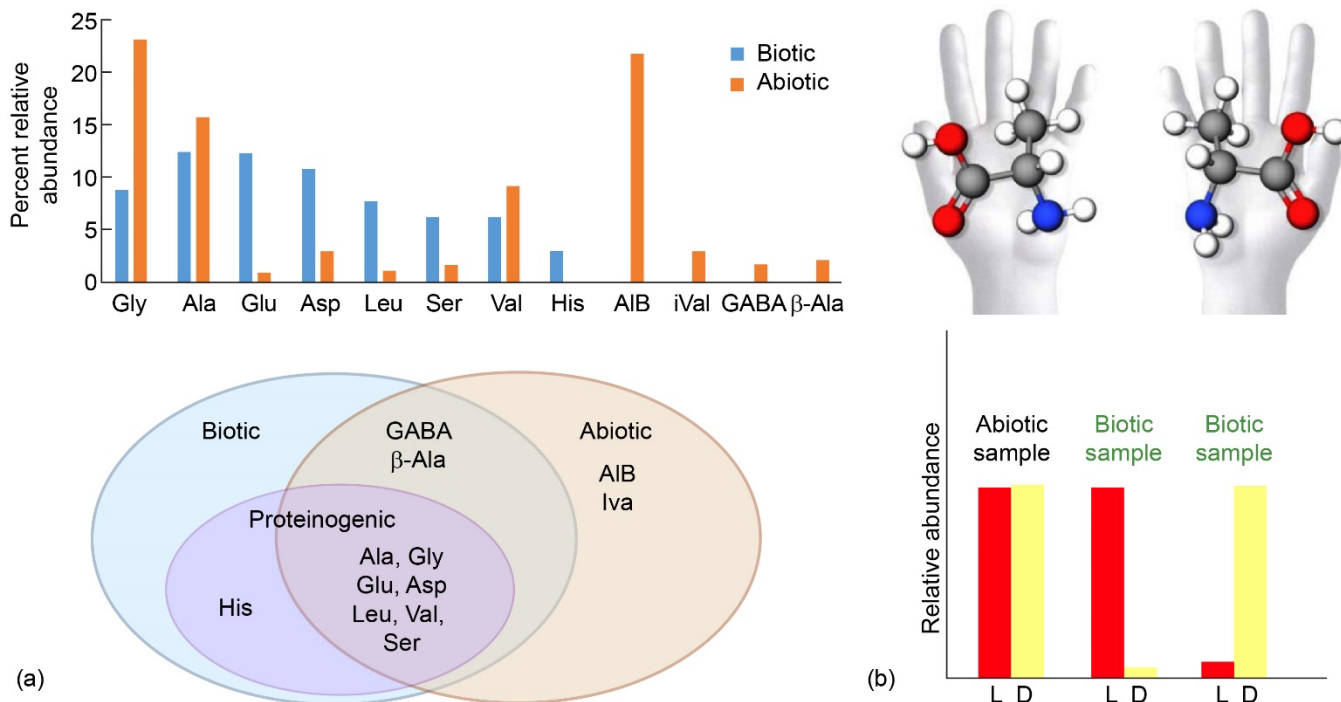 25
20
15
10
5
0
Percent relative
abundance
Biotic
Abiotic
Gly Ala Glu Asp Leu Ser Val His AIB iVal GABA β-Ala
Biotic
GABA
β-Ala
Abiotic
AIB
Iva
Proteinogenic
His
Ala, Gly
Glu, Asp
Leu, Val,
Ser
(a)
Relative abundance
Abiotic
sample
Biotic
sample
Biotic
sample
L D L D L D
(b)